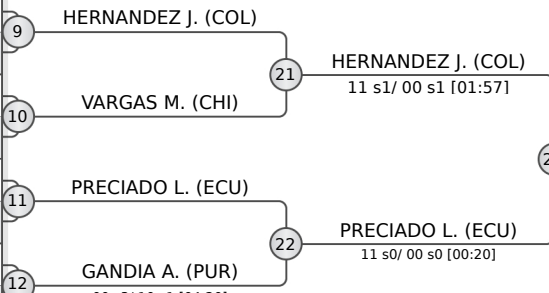 HERNANDEZ J. (COL)
9
21
HERNANDEZ J. (COL)
11 s1/ 00 s1 [01:57]
VARGAS M. (CHI)
10
PRECIADO L. (ECU)
11
22
PRECIADO L. (ECU)
11 s0/ 00 s0 [00:20]
GANDIA A. (PUR)
12